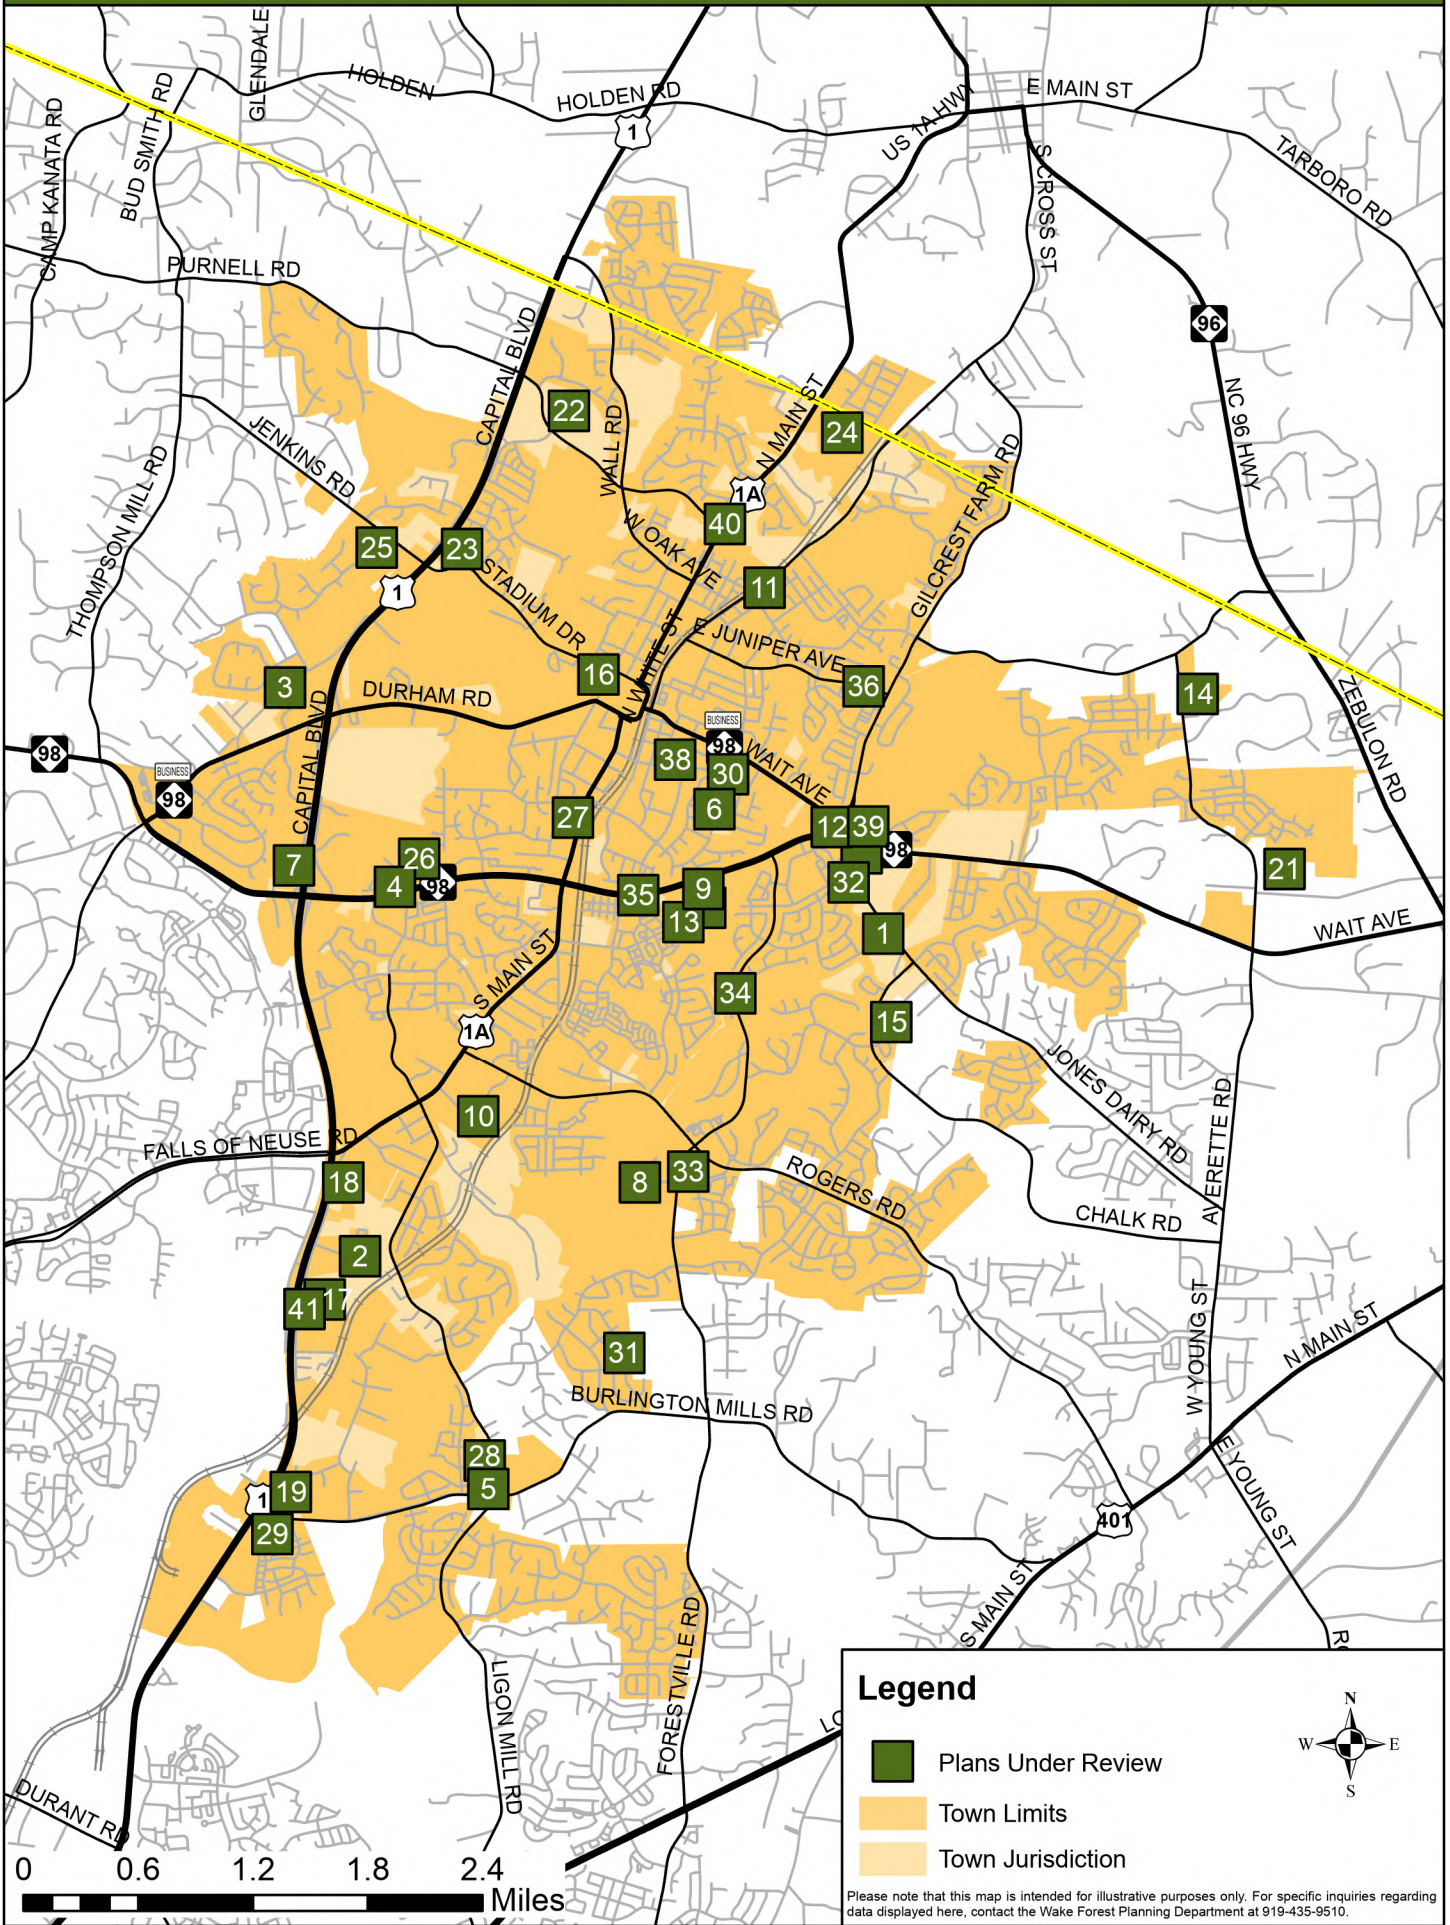 GLENDALE
HOLDEN
HOLDEN RD
E MAIN ST
1
US 1A HWY
CAMP KANATA RD
BUD SMITH RD
S CROSS ST
TARBORO RD
PURNELL RD
96
CAPITAL BLVD
22
WALL RD
N MAIN ST
24
NC 96 HWY
JENKINS RD
THOMPSON MILL RD
1A
40
GILCREST FARM RD
25
23
W OAK AVE
1
STADIUM DR
11
N WHITE ST
E JUNIPER AVE
16
3
36
14
DURHAM RD
ZEBULON RD
CAPITAL BLVD
BUSINESS
98
98
38
WAIT AVE
BUSINESS
98
30
6
27
12
39
98
7
26
4
98
35
9
13
32
21
1
WAIT AVE
S MAIN ST
34
15
1A
JONES DAIRY RD
10
AVERETTE RD
FALLS OF NEUSE RD
18
8
33
ROGERS RD
CHALK RD
2
41
17
W YOUNG ST
N MAIN ST
31
BURLINGTON MILLS RD
28
5
1
19
29
E YOUNG ST
401
S MAIN ST
FORESTVILLE RD
LIGON MILL RD
DURANT RD
0
0.6
1.2
1.8
2.4
Miles
Legend
Plans Under Review
Town Limits
Town Jurisdiction
N
W
E
S
Please note that this map is intended for illustrative purposes only. For specific inquiries regarding
data displayed here, contact the Wake Forest Planning Department at 919-435-9510.